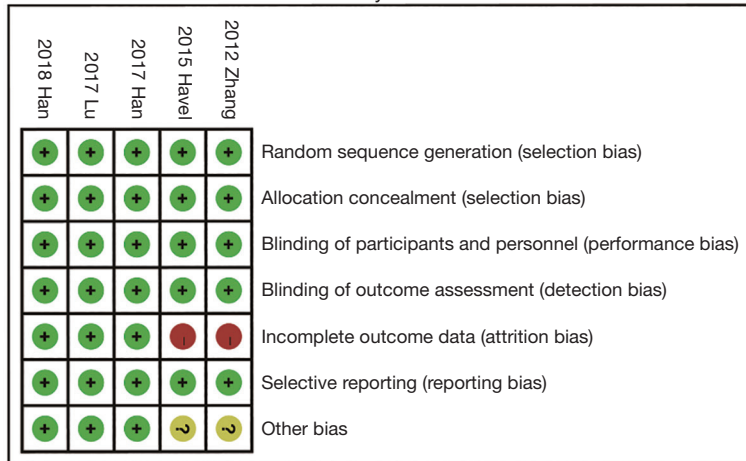 2018 Han
2017 Lu
2017 Han
2015 Havel
2012 Zhang
+ + + + + Random sequence generation (selection bias)
+ + + + + Allocation concealment (selection bias)
+ + + + + Blinding of participants and personnel (performance bias)
+ + + + + Blinding of outcome assessment (detection bias)
+ + + – – Incomplete outcome data (attrition bias)
+ + + + + Selective reporting (reporting bias)
+ + + ? ? Other bias